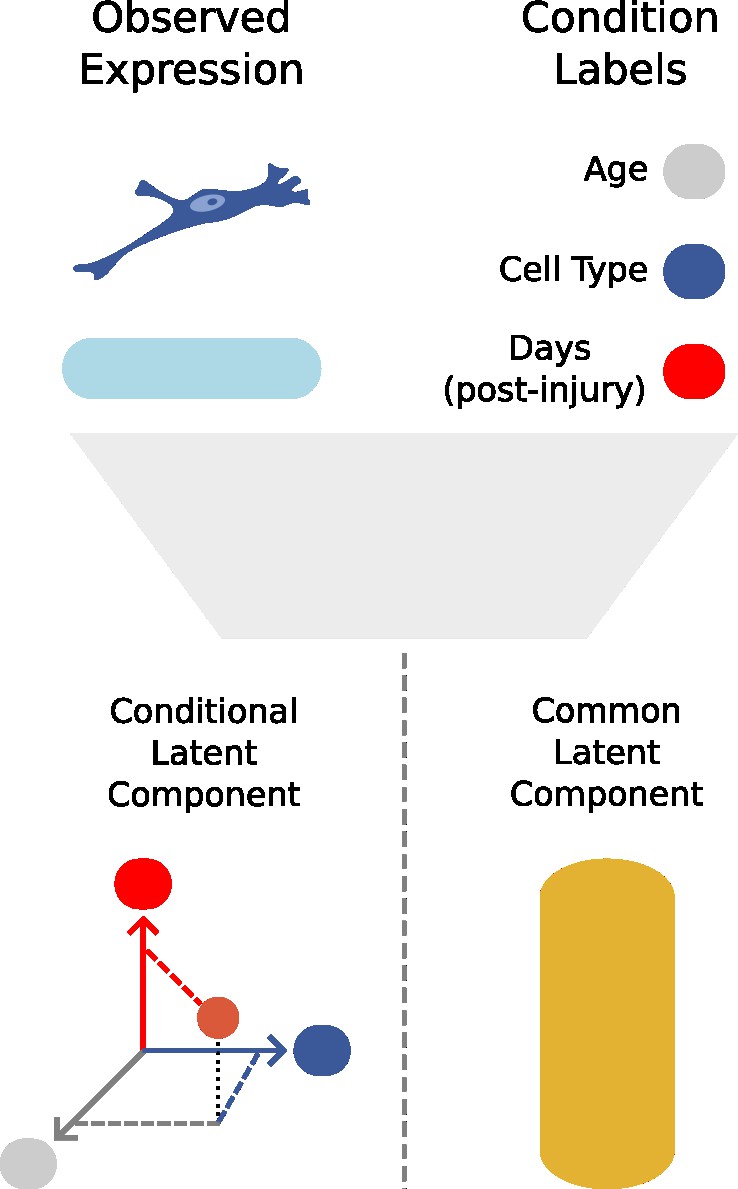 Observed
Expression
Condition
Labels
Age
Cell Type
Days
(post-injury)
Conditional
Latent
Component
Common
Latent
Component